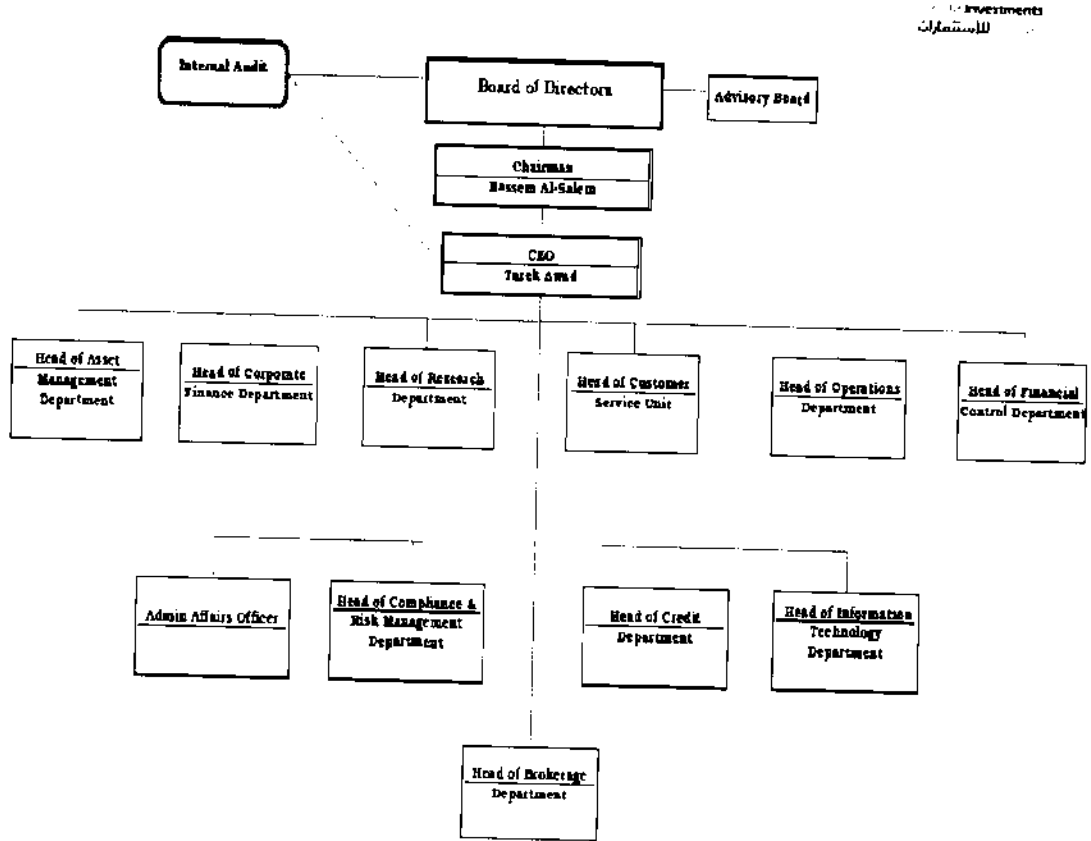 Investments
للإستثمارات
Internal Audit
Board of Directors
Advisory Board
Chairman
Al-Salem
CEO
Tarek Awad
Head of Asset
Management
Department
Head of Corporate
Finance Department
Head of Research
Department
Head of Customer
Service Unit
Head of Operations
Department
Head of Financial
Control Department
Admin Affairs Officer
Head of Compliance &
Risk Management
Department
Head of Credit
Department
Head of Information
Technology
Department
Head of Brokerage
Department